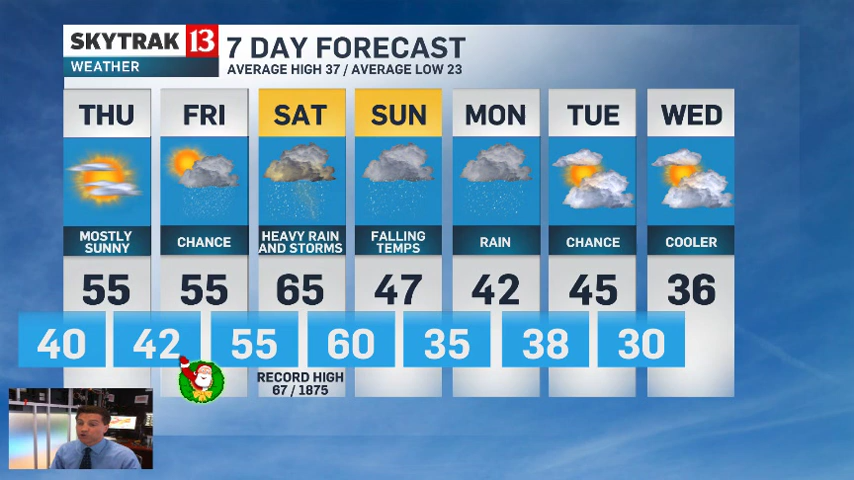 SKYTRAK 13
WEATHER
7 DAY FORECAST
AVERAGE HIGH 37 / AVERAGE LOW 23
THU FRI SAT SUN MON TUE WED
MOSTLY SUNNY
CHANCE
HEAVY RAIN AND STORMS
FALLING TEMPS
RAIN
CHANCE
COOLER
55 55 65 47 42 45 36
40 42 55 60 35 38 30
RECORD HIGH
67 / 1875